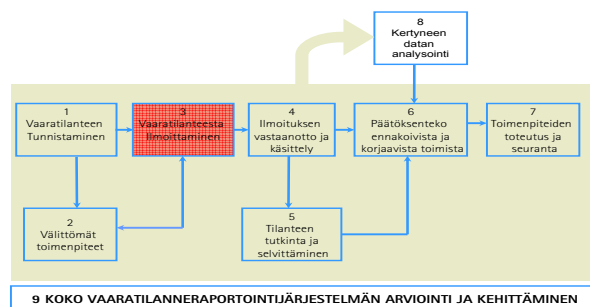 8
Kertyneen
datan
analysointi
1
Vaaratilanteen
Tunnistaminen
3
Vaaratilanteesta
Ilmoittaminen
4
Ilmoituksen
vastaanotto ja
käsittely
6
Päätöksenteko
ennakoivista ja
korjaavista toimista
7
Toimenpiteiden
toteutus ja
seuranta
2
Välittömät
toimenpiteet
5
Tilanteen
tutkinta ja
selvittäminen
9 KOKO VAARATILANNERAPORTOINTIJÄRJESTELMÄN ARVIOINTI JA KEHITTÄMINEN